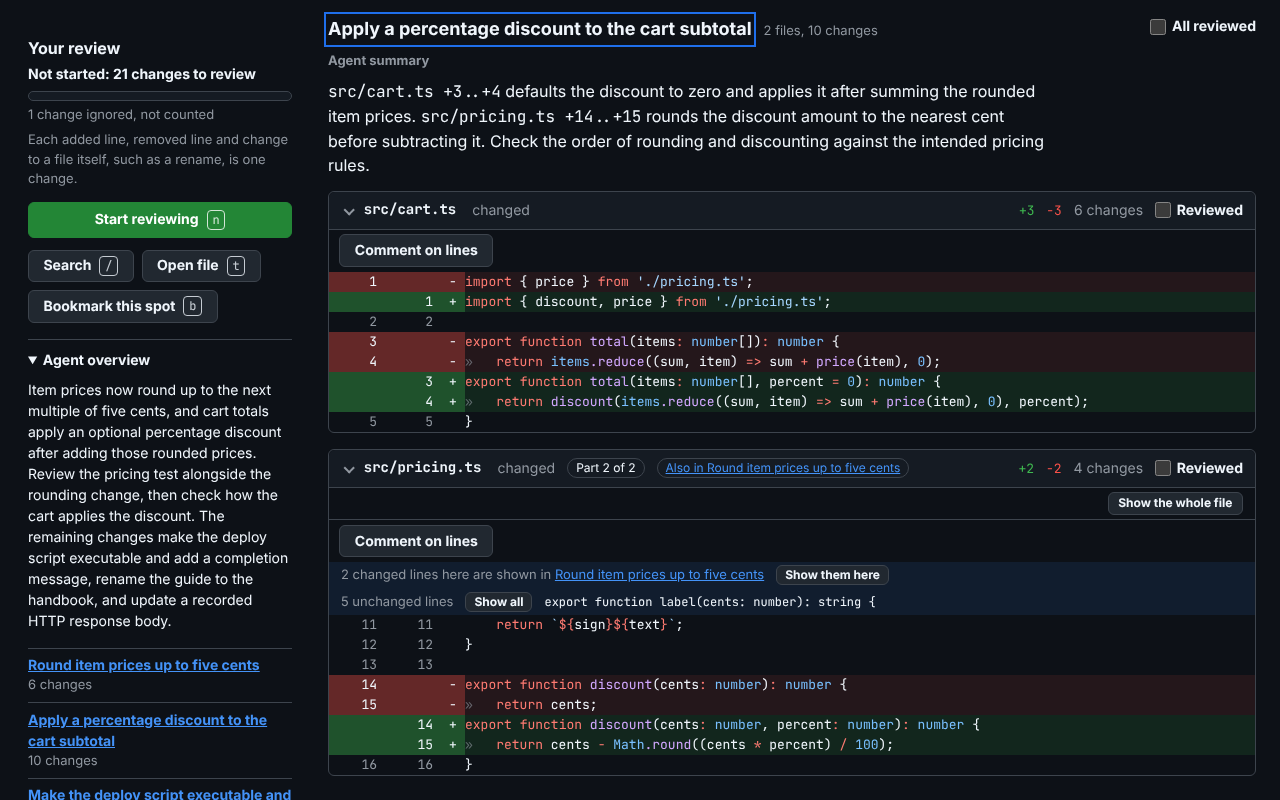 Your review
Not started: 21 changes to review
1 change ignored, not counted
Each added line, removed line and change
to a file itself, such as a rename, is one
change.
Start reviewing n
Search / Open file t
Bookmark this spot b
▼ Agent overview
Item prices now round up to the next
multiple of five cents, and cart totals
apply an optional percentage discount
after adding those rounded prices.
Review the pricing test alongside the
rounding change, then check how the
cart applies the discount. The
remaining changes make the deploy
script executable and add a completion
message, rename the guide to the
handbook, and update a recorded
HTTP response body.
Round item prices up to five cents
6 changes
Apply a percentage discount to the
cart subtotal
10 changes
Make the deploy script executable and
Apply a percentage discount to the cart subtotal 2 files, 10 changes All reviewed
Agent summary
src/cart.ts +3..+4 defaults the discount to zero and applies it after summing the rounded
item prices. src/pricing.ts +14..+15 rounds the discount amount to the nearest cent
before subtracting it. Check the order of rounding and discounting against the intended pricing
rules.
src/cart.ts changed +3 -3 6 changes Reviewed
Comment on lines
1 - import { price } from './pricing.ts';
1 + import { discount, price } from './pricing.ts';
2 2
3 - export function total(items: number[]): number {
4 - » return items.reduce((sum, item) => sum + price(item), 0);
3 + export function total(items: number[], percent = 0): number {
4 + » return discount(items.reduce((sum, item) => sum + price(item), 0), percent);
5 5 }
src/pricing.ts changed Part 2 of 2 Also in Round item prices up to five cents +2 -2 4 changes Reviewed
Show the whole file
Comment on lines
2 changed lines here are shown in Round item prices up to five cents Show them here
5 unchanged lines Show all export function label(cents: number): string {
11 11 return `${sign}${text}`;
12 12 }
13 13
14 - export function discount(cents: number): number {
15 - » return cents;
14 + export function discount(cents: number, percent: number): number {
15 + » return cents - Math.round((cents * percent) / 100);
16 16 }